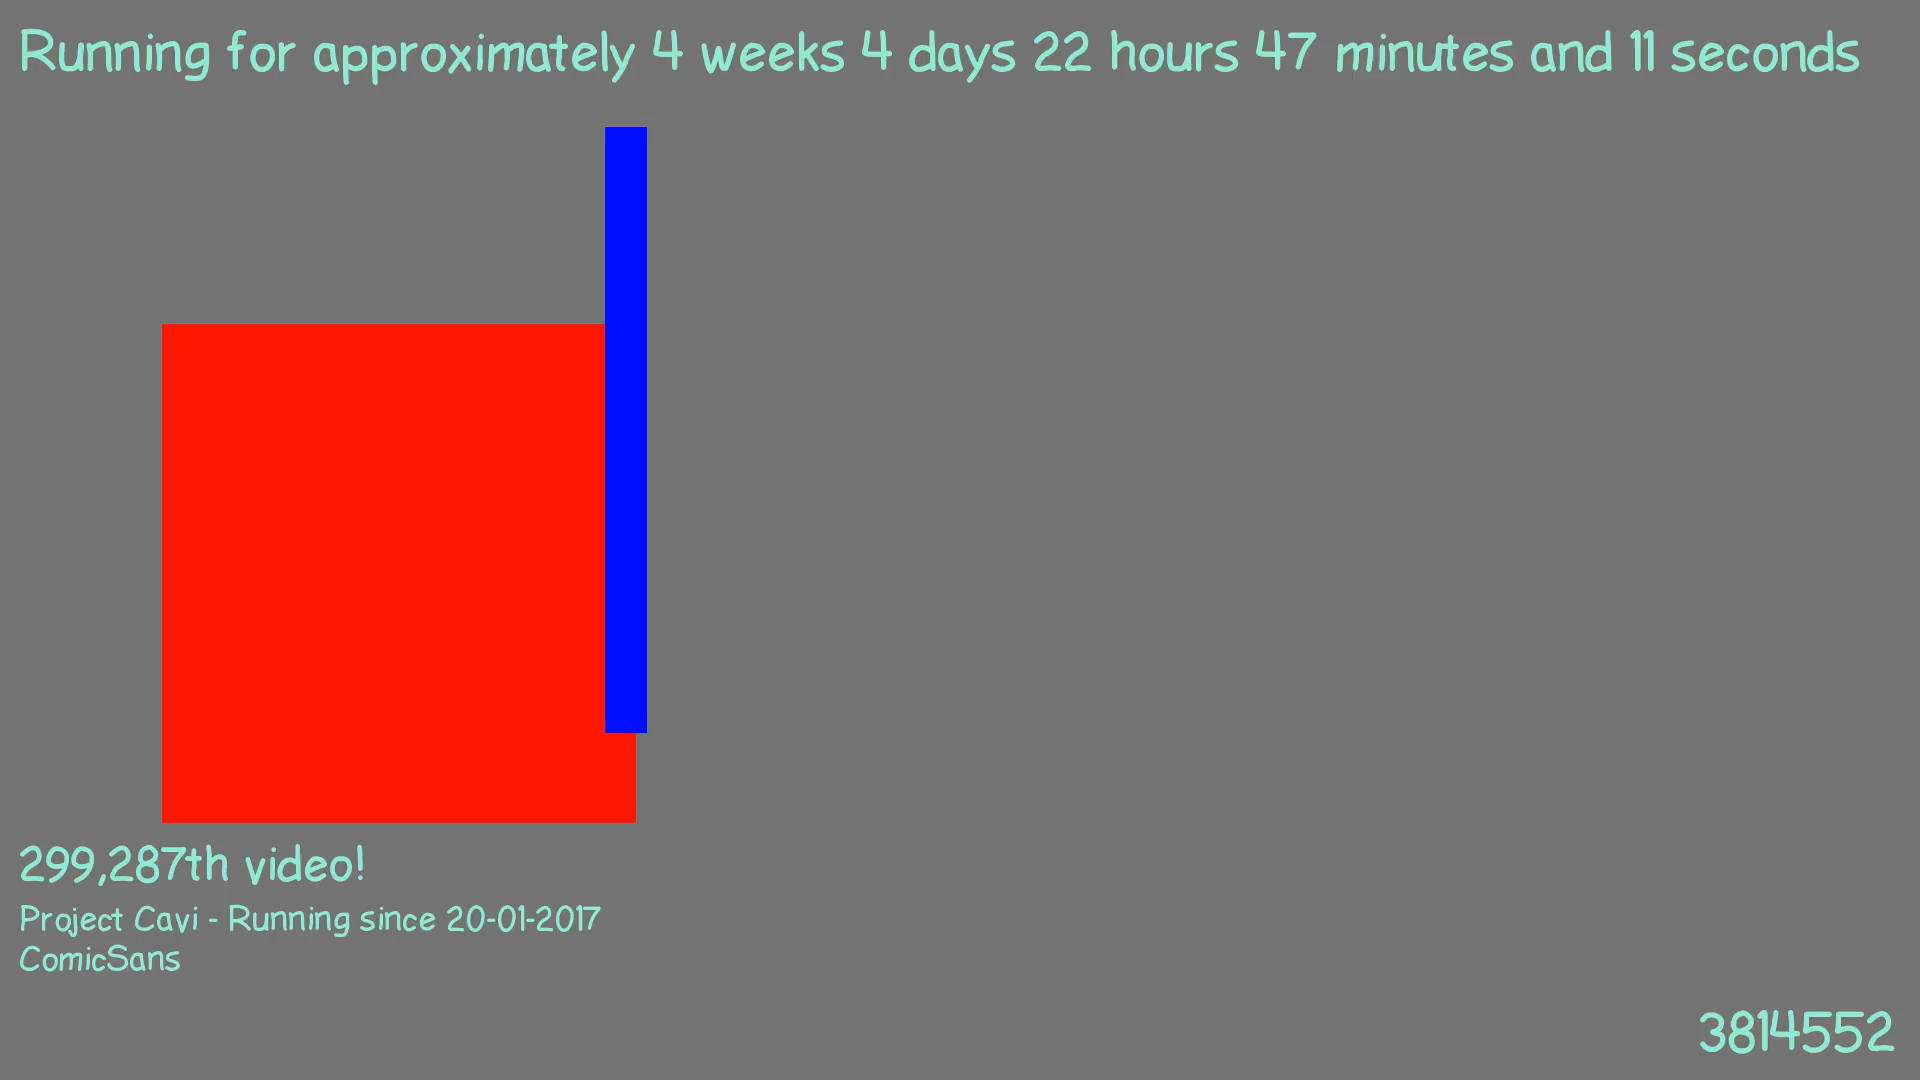 Running for approximately 4 weeks 4 days 22 hours 47 minutes and 11 seconds
299,287th video!
Project Cavi - Running since 20-01-2017
ComicSans
3814552